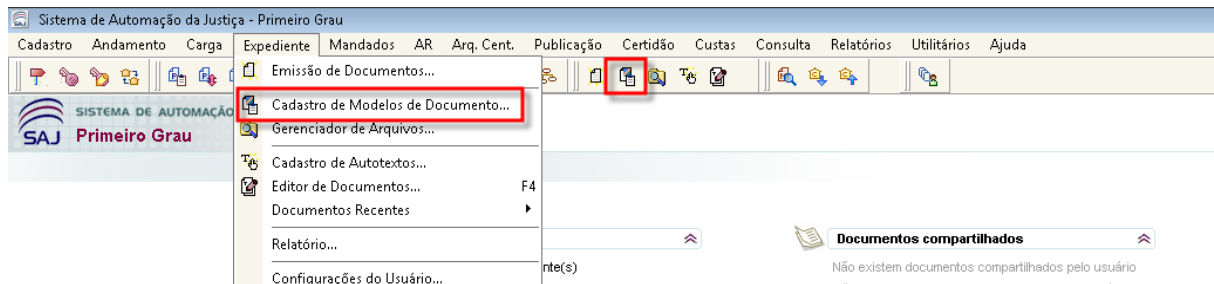 Sistema de Automação da Justiça - Primeiro Grau
Cadastro Andamento Carga Expediente Mandados AR Arq. Cent. Publicação Certidão Custas Consulta Relatórios Utilitários Ajuda
Emissão de Documentos...
Cadastro de Modelos de Documento...
SISTEMA DE AUTOMAÇÃO
SAJ Primeiro Grau
Gerenciador de Arquivos...
Cadastro de Autotextos...
Editor de Documentos... F4
Documentos Recentes
Documentos compartilhados
Relatório...
nte(s)
Não existem documentos compartilhados pelo usuário
Configurações do Usuário...